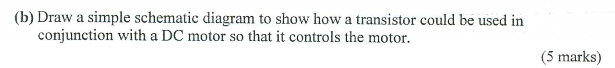 (b) Draw a simple schematic diagram to show how a transistor could be used in
conjunction with a DC motor so that it controls the motor.
(5 marks)